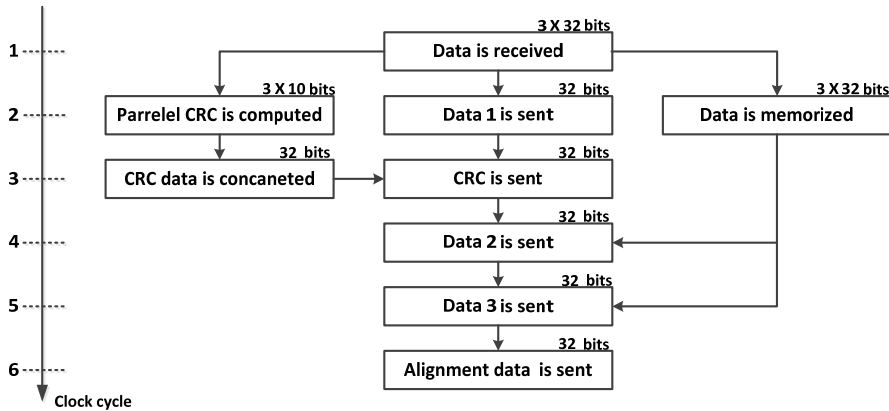 3 X 32 bits
1
Data is received
3 X 10 bits
32 bits
3 X 32 bits
2
Parrelel CRC is computed
Data 1 is sent
Data is memorized
32 bits
32 bits
3
CRC data is concaneted
CRC is sent
32 bits
4
Data 2 is sent
32 bits
5
Data 3 is sent
32 bits
6
Alignment data is sent
Clock cycle